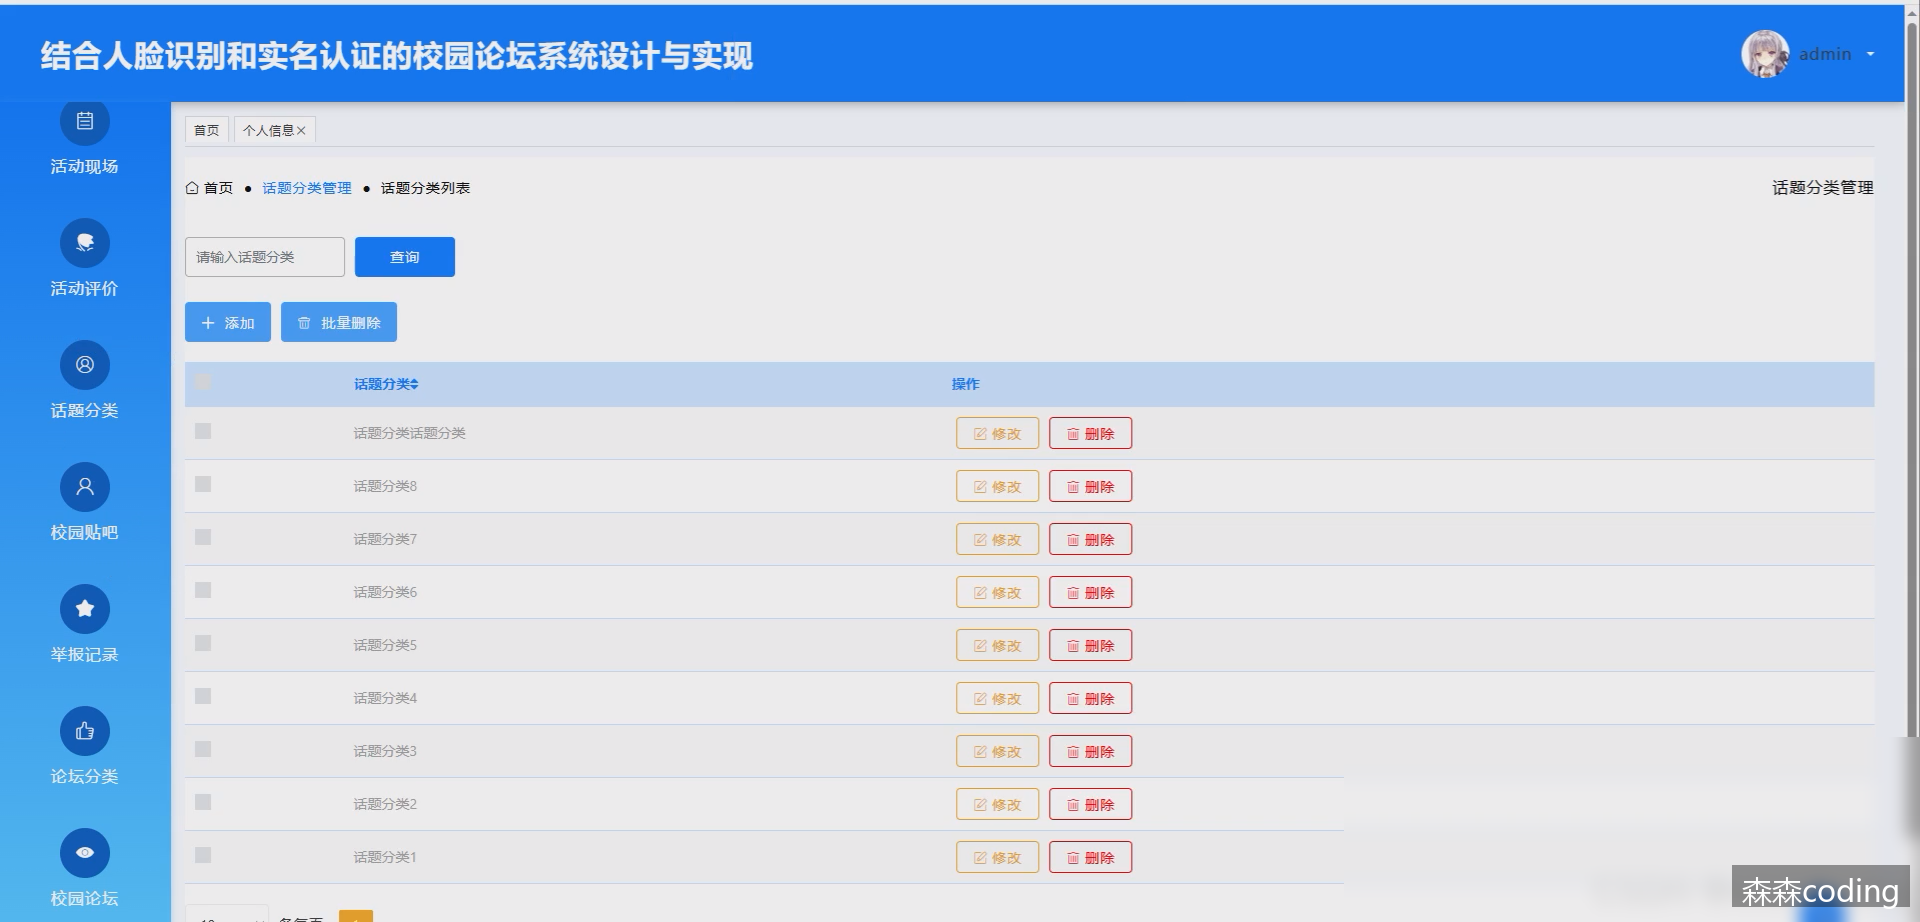 结合人脸识别和实名认证的校园论坛系统设计与实现
admin
活动现场
活动评价
话题分类
校园贴吧
举报记录
论坛分类
校园论坛
首页 个人信息
首页 ● 话题分类管理 ● 话题分类列表
话题分类管理
请输入话题分类 查询
添加 批量删除
话题分类 操作
话题分类话题分类 修改 删除
话题分类8 修改 删除
话题分类7 修改 删除
话题分类6 修改 删除
话题分类5 修改 删除
话题分类4 修改 删除
话题分类3 修改 删除
话题分类2 修改 删除
话题分类1 修改 删除
森森coding